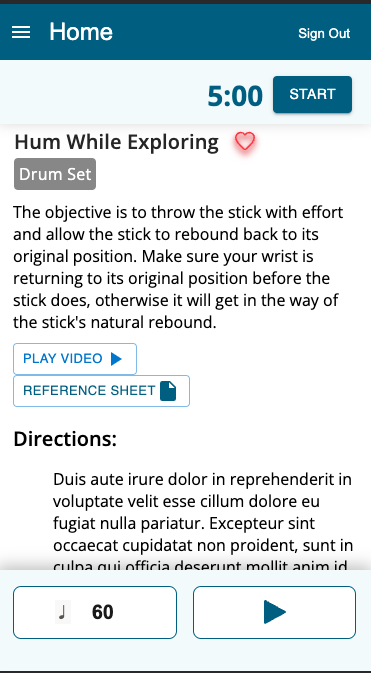 Home
Sign Out
5:00
START
Hum While Exploring
Drum Set
The objective is to throw the stick with effort
and allow the stick to rebound back to its
original position. Make sure your wrist is
returning to its original position before the
stick does, otherwise it will get in the way of
the stick's natural rebound.
PLAY VIDEO
REFERENCE SHEET
Directions:
Duis aute irure dolor in reprehenderit in
voluptate velit esse cillum dolore eu
fugiat nulla pariatur. Excepteur sint
occaecat cupidatat non proident, sunt in
culpa qui officia deserunt mollit anim id
♩ 60